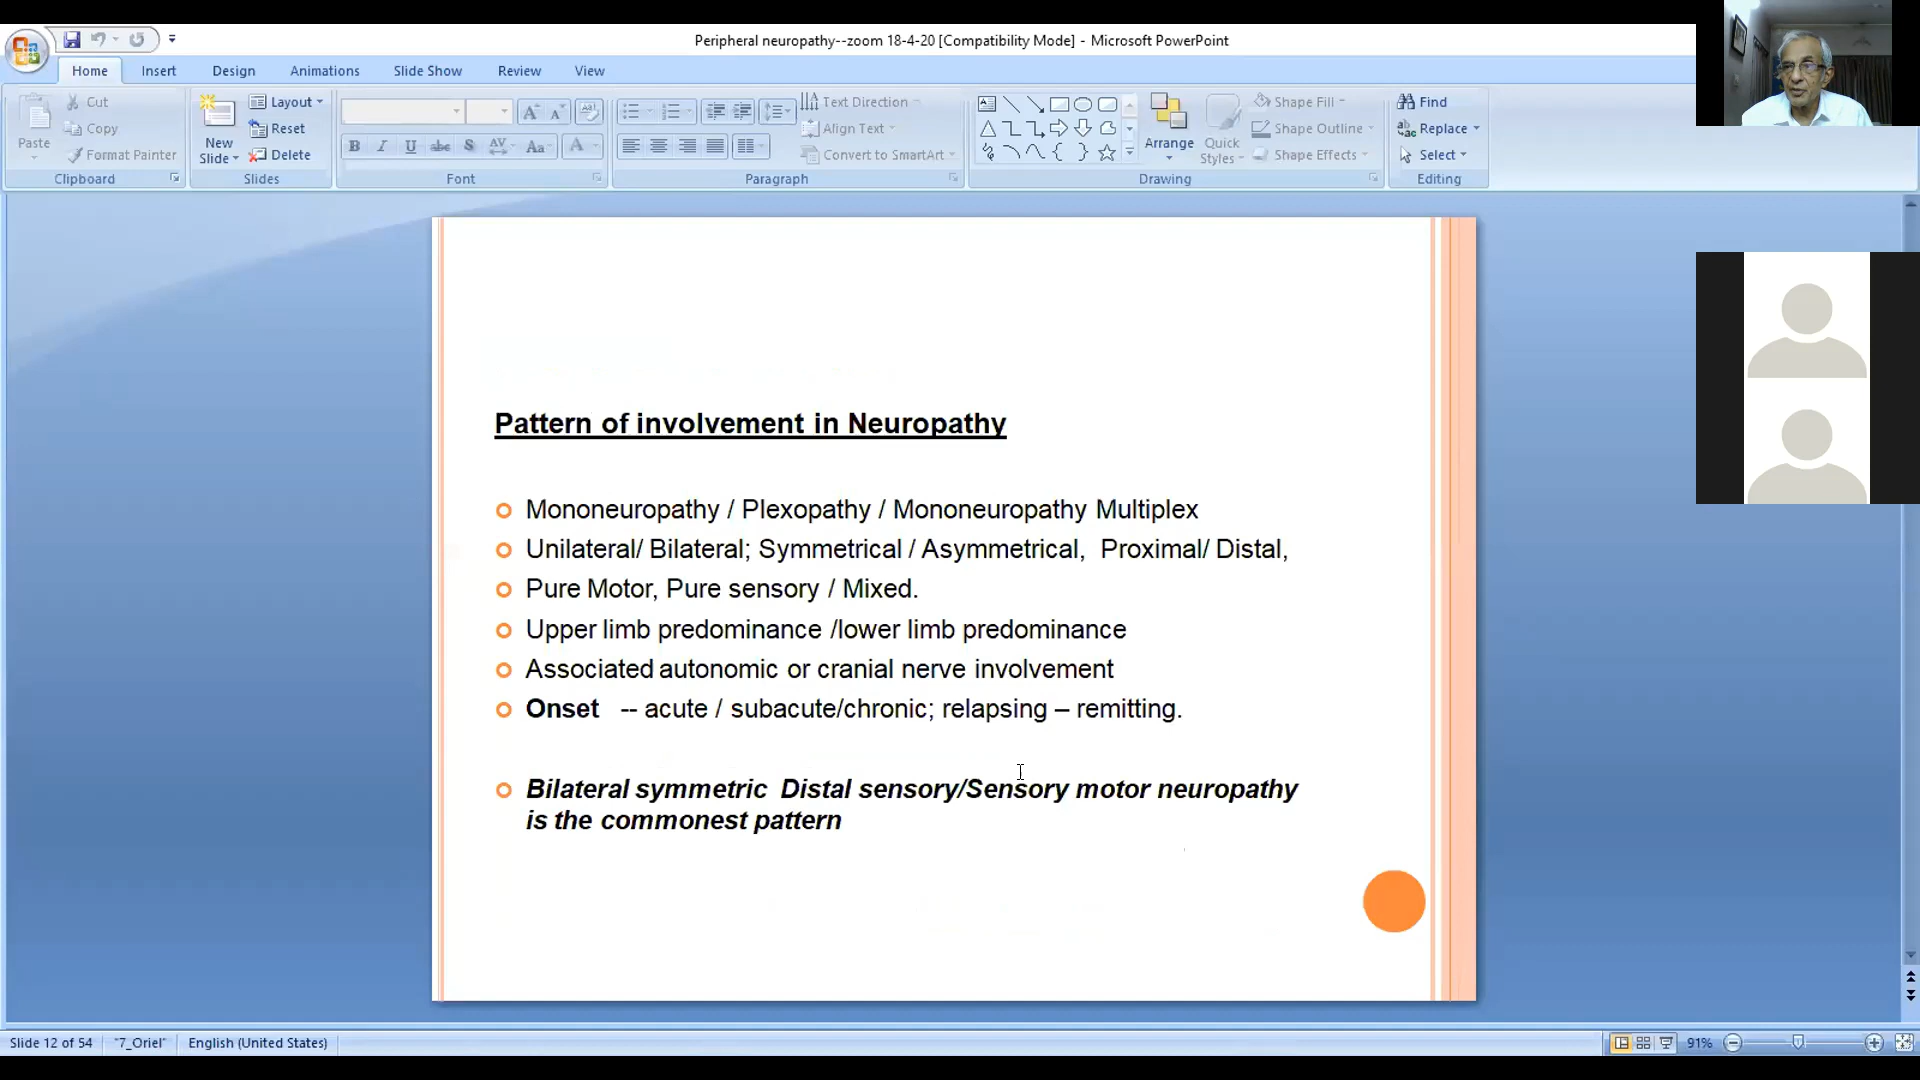 Peripheral neuropathy--zoom 18-4-20 [Compatibility Mode] - Microsoft PowerPoint
Home Insert Design Animations Slide Show Review View
Paste
Cut
Copy
Format Painter
Clipboard
New
Slide
Layout
Reset
Delete
Slides
B I U abc S AV Aa A
Font
Text Direction
Align Text
Convert to SmartArt
Paragraph
Arrange
Quick
Styles
Shape Fill
Shape Outline
Shape Effects
Drawing
Find
Replace
Select
Editing
Pattern of involvement in Neuropathy
Mononeuropathy / Plexopathy / Mononeuropathy Multiplex
Unilateral/ Bilateral; Symmetrical / Asymmetrical, Proximal/ Distal,
Pure Motor, Pure sensory / Mixed.
Upper limb predominance /lower limb predominance
Associated autonomic or cranial nerve involvement
Onset -- acute / subacute/chronic; relapsing – remitting.
Bilateral symmetric Distal sensory/Sensory motor neuropathy
is the commonest pattern
Slide 12 of 54 "7_Oriel" English (United States) 91%